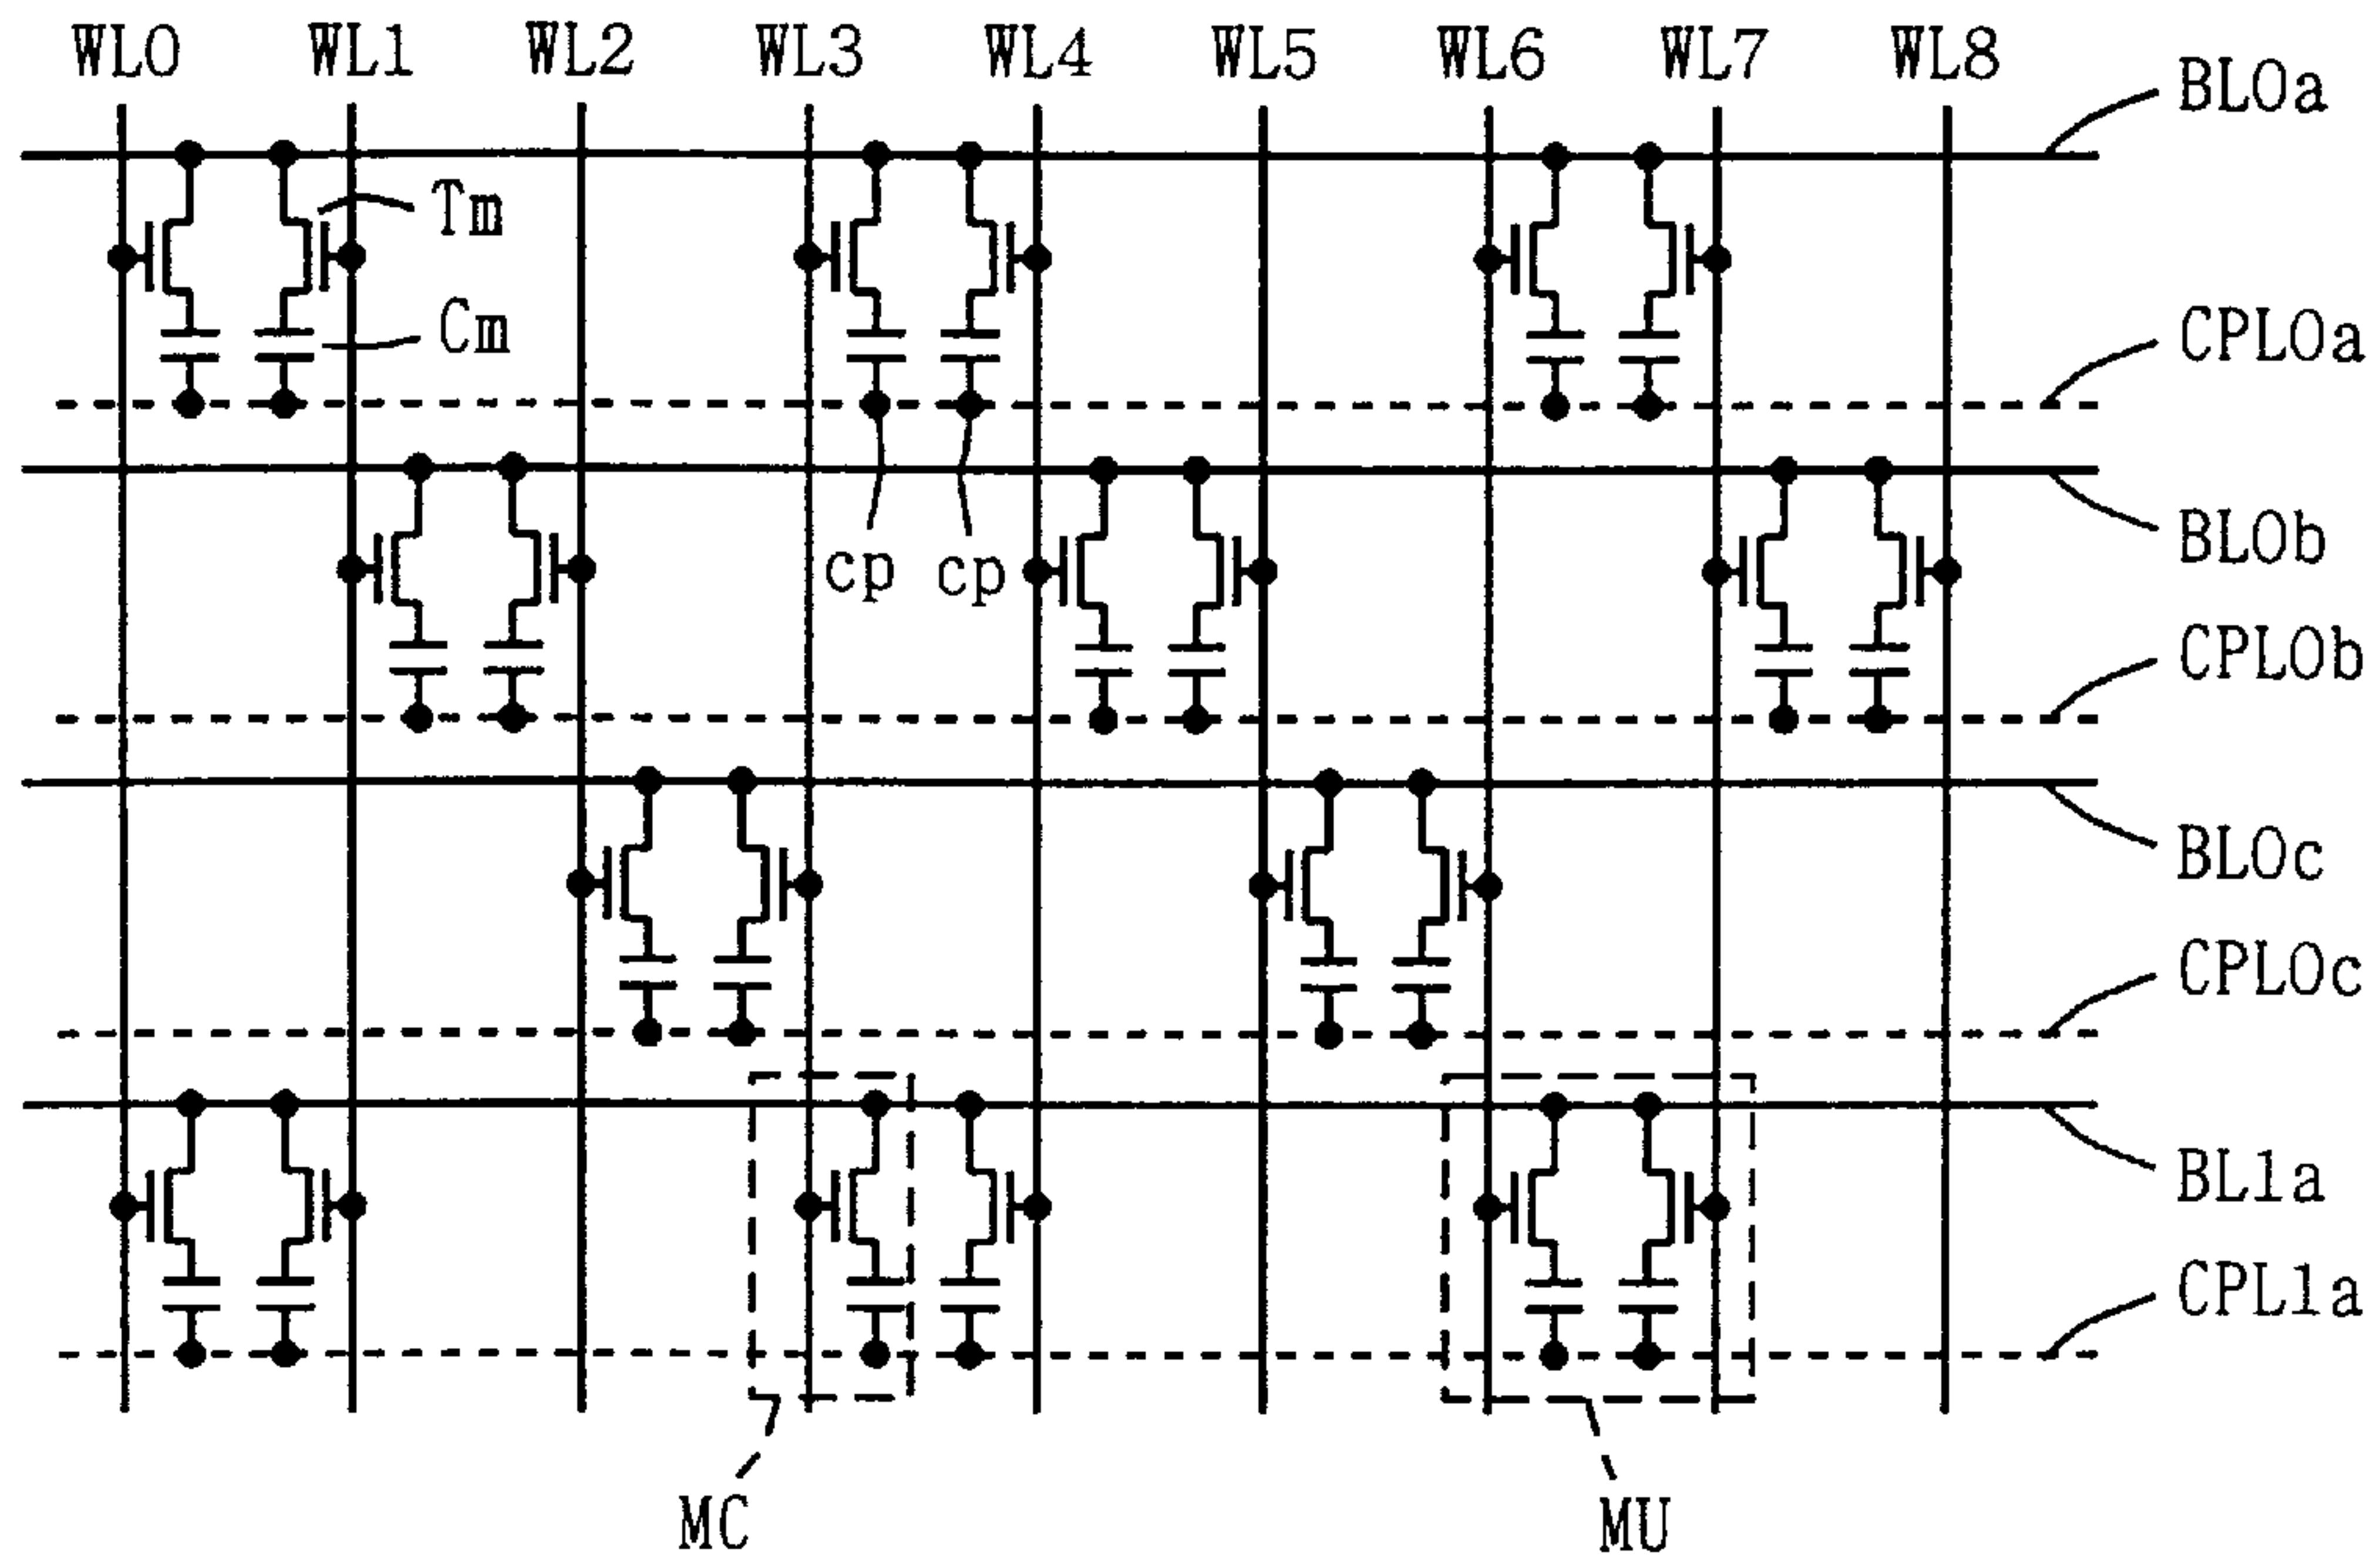 WL0 WL1 WL2 WL3 WL4 WL5 WL6 WL7 WL8
BL0a
Tm
Cm
CPL0a
BL0b
cp cp
CPL0b
BL0c
CPL0c
BL1a
CPL1a
MC MU